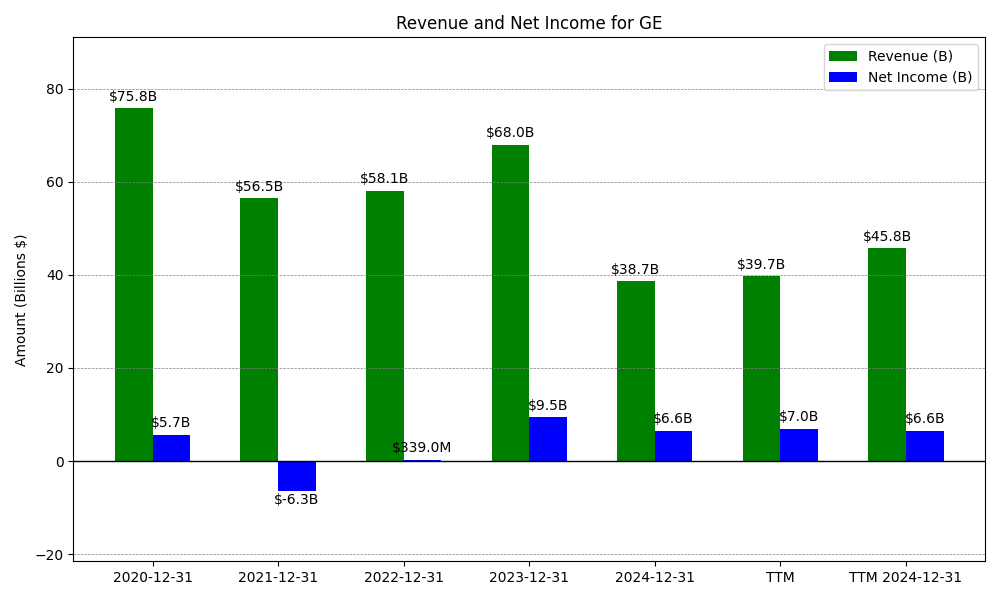 Revenue and Net Income for GE
Revenue (B)
Net Income (B)
Amount (Billions $)
80
60
40
20
0
−20
$75.8B
$5.7B
$56.5B
$-6.3B
$58.1B
$339.0M
$68.0B
$9.5B
$38.7B
$6.6B
$39.7B
$7.0B
$45.8B
$6.6B
2020-12-31
2021-12-31
2022-12-31
2023-12-31
2024-12-31
TTM
TTM 2024-12-31